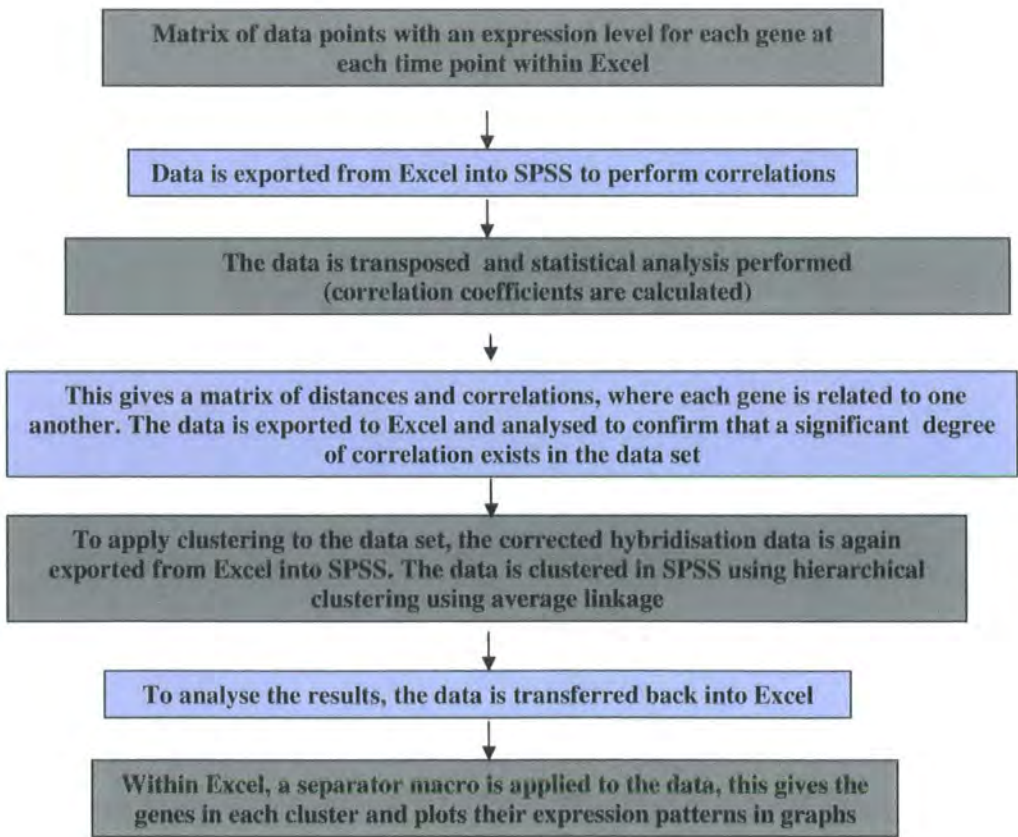 Matrix of data points with an expression level for each gene at
each time point within Excel
Data is exported from Excel into SPSS to perform correlations
The data is transposed and statistical analysis performed
(correlation coefficients are calculated)
This gives a matrix of distances and correlations, where each gene is related to one
another. The data is exported to Excel and analysed to confirm that a significant degree
of correlation exists in the data set
To apply clustering to the data set, the corrected hybridisation data is again
exported from Excel into SPSS. The data is clustered in SPSS using hierarchical
clustering using average linkage
To analyse the results, the data is transferred back into Excel
Within Excel, a separator macro is applied to the data, this gives the
genes in each cluster and plots their expression patterns in graphs